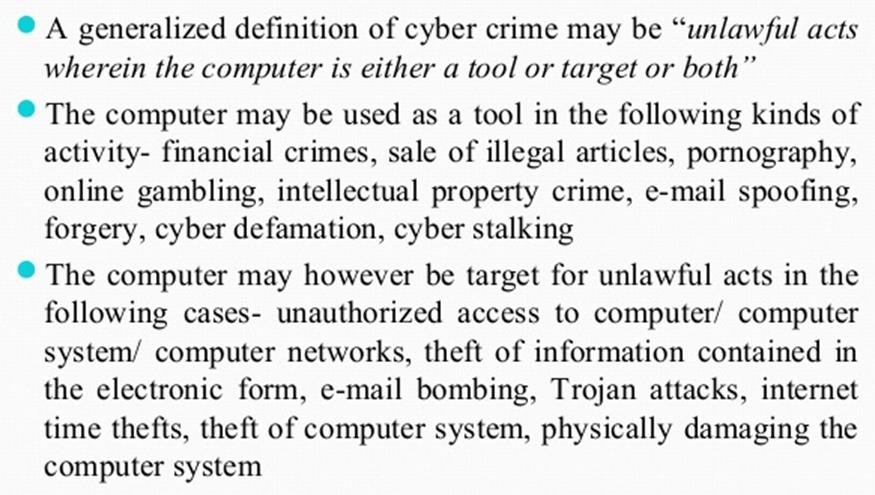 A generalized definition of cyber crime may be “unlawful acts
wherein the computer is either a tool or target or both”
The computer may be used as a tool in the following kinds of
activity- financial crimes, sale of illegal articles, pornography,
online gambling, intellectual property crime, e-mail spoofing,
forgery, cyber defamation, cyber stalking
The computer may however be target for unlawful acts in the
following cases- unauthorized access to computer/ computer
system/ computer networks, theft of information contained in
the electronic form, e-mail bombing, Trojan attacks, internet
time thefts, theft of computer system, physically damaging the
computer system